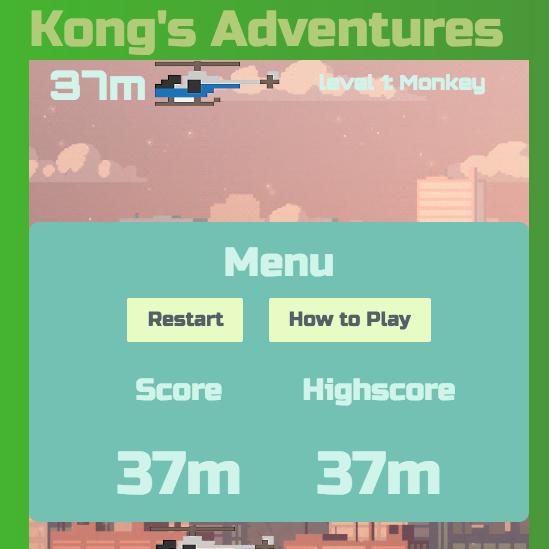 Kong's Adventures
37m
level 1: Monkey
Menu
Restart How to Play
Score Highscore
37m 37m